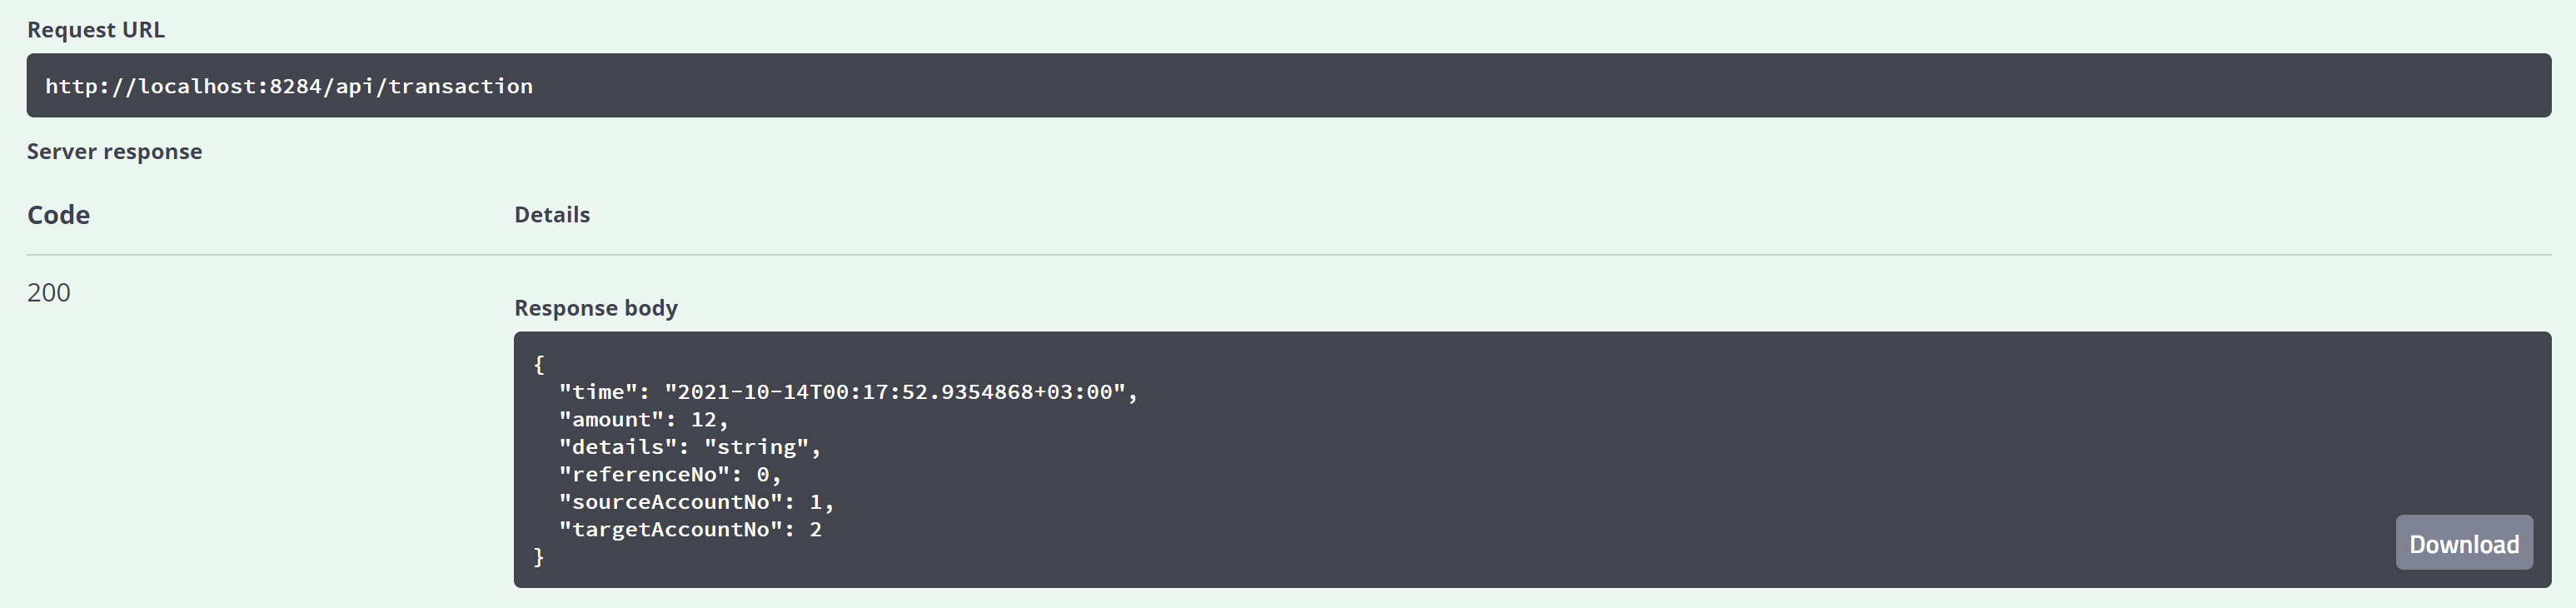 Request URL
http://localhost:8284/api/transaction
Server response
Code Details
200
Response body
{
  "time": "2021-10-14T00:17:52.9354868+03:00",
  "amount": 12,
  "details": "string",
  "referenceNo": 0,
  "sourceAccountNo": 1,
  "targetAccountNo": 2
}
Download